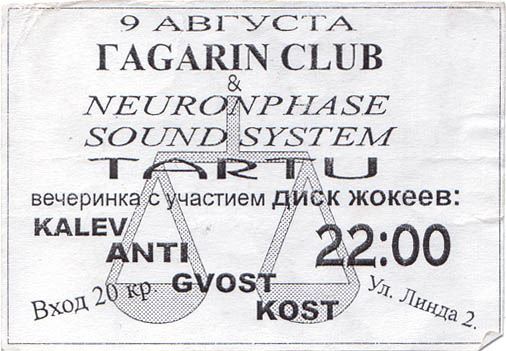 9 АВГУСТА
ГAGARIN CLUB
&
NEURONPHASE
SOUND SYSTEM
TARTU
вечеринка с участием диск жокеев:
KALEV
ANTI
22:00
GVOST
KOST
Вход 20 кр.
Ул. Линда 2.